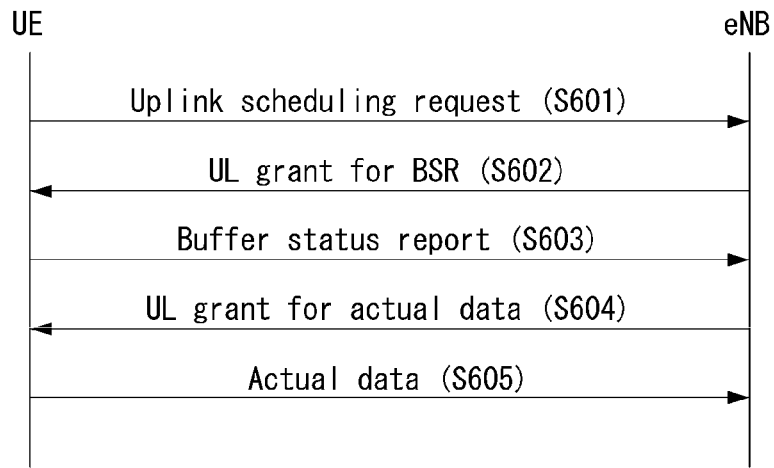 UE eNB
Uplink scheduling request (S601)
UL grant for BSR (S602)
Buffer status report (S603)
UL grant for actual data (S604)
Actual data (S605)